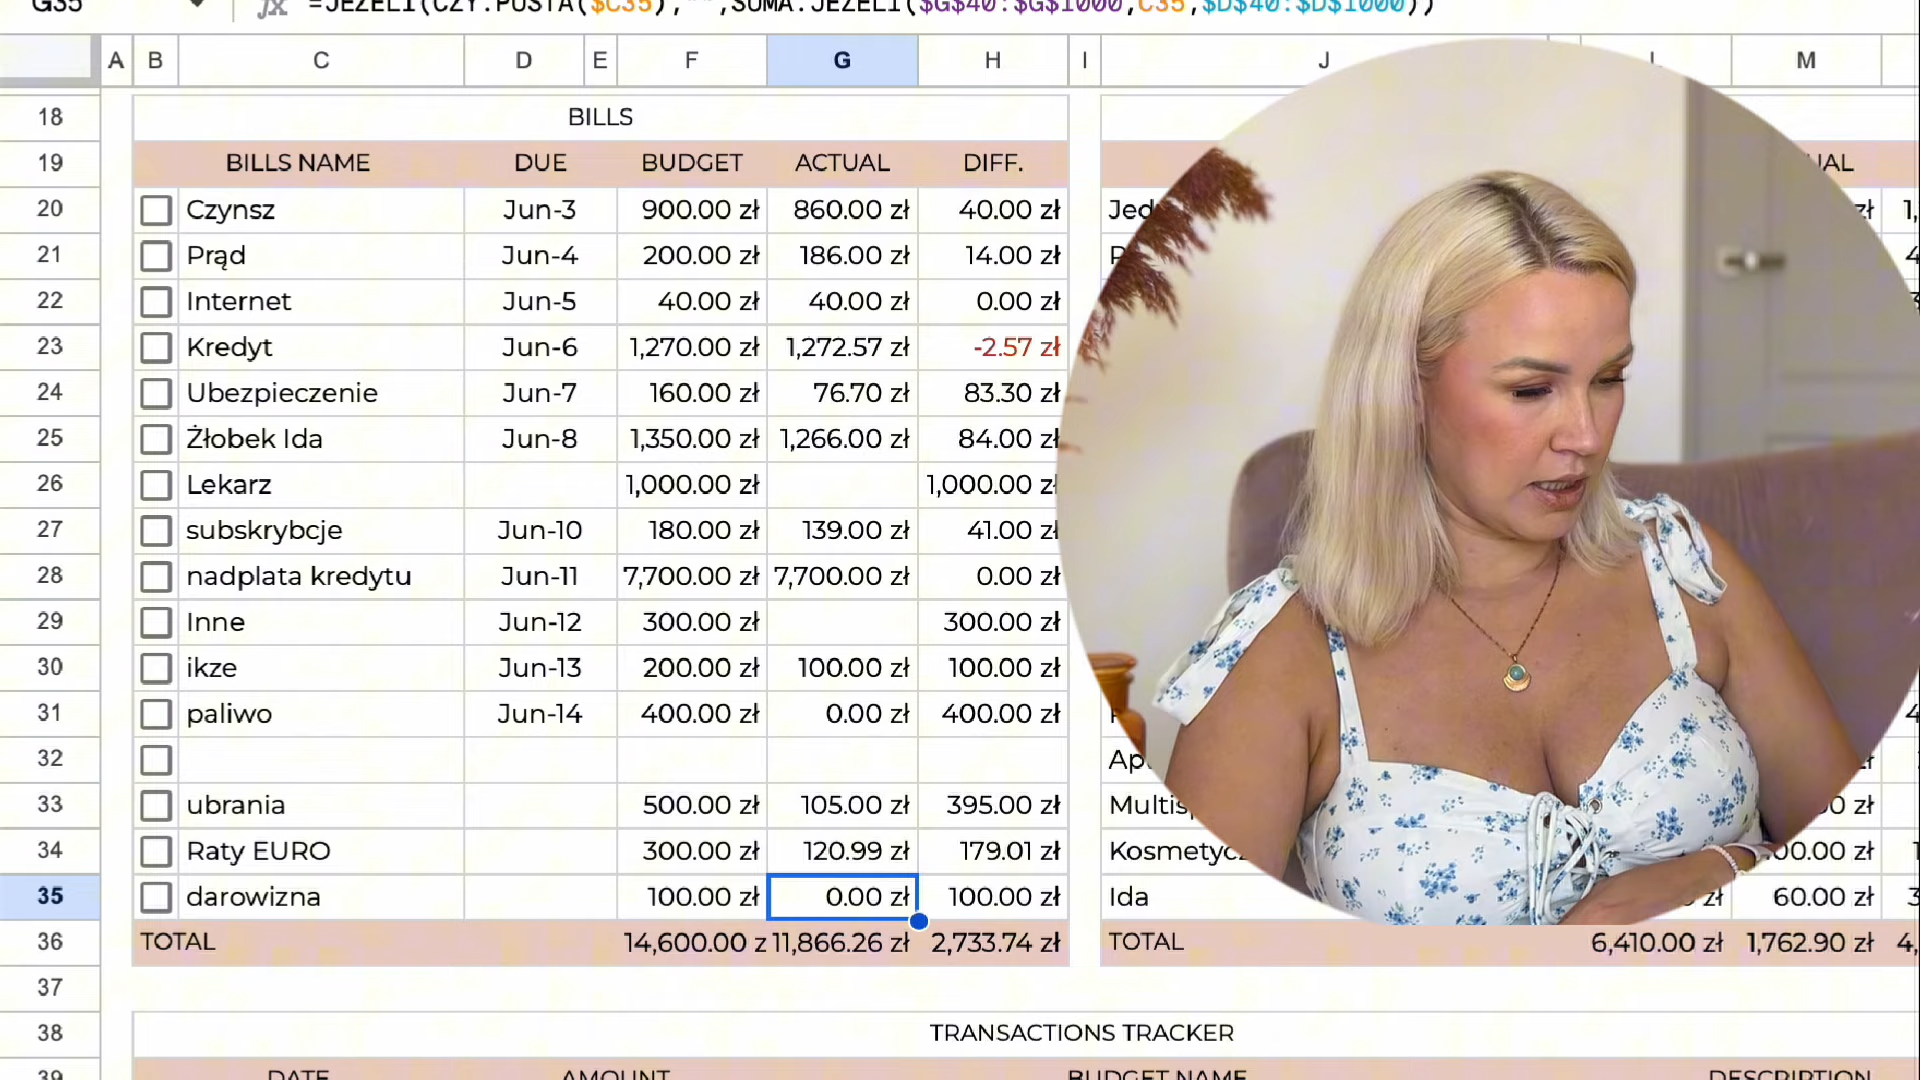 G35 fx =JEŻELI(CZY.PUSTA($C35),"",SUMA.JEŻELI($G$40:$G$1000,C35,$D$40:$D$1000))
A B C D E F G H I J L M
18 BILLS
19 BILLS NAME DUE BUDGET ACTUAL DIFF.
20 Czynsz Jun-3 900.00 zł 860.00 zł 40.00 zł
21 Prąd Jun-4 200.00 zł 186.00 zł 14.00 zł
22 Internet Jun-5 40.00 zł 40.00 zł 0.00 zł
23 Kredyt Jun-6 1,270.00 zł 1,272.57 zł -2.57 zł
24 Ubezpieczenie Jun-7 160.00 zł 76.70 zł 83.30 zł
25 Żłobek Ida Jun-8 1,350.00 zł 1,266.00 zł 84.00 zł
26 Lekarz 1,000.00 zł 1,000.00 zł
27 subskrybcje Jun-10 180.00 zł 139.00 zł 41.00 zł
28 nadplata kredytu Jun-11 7,700.00 zł 7,700.00 zł 0.00 zł
29 Inne Jun-12 300.00 zł 300.00 zł
30 ikze Jun-13 200.00 zł 100.00 zł 100.00 zł
31 paliwo Jun-14 400.00 zł 0.00 zł 400.00 zł
32
33 ubrania 500.00 zł 105.00 zł 395.00 zł
34 Raty EURO 300.00 zł 120.99 zł 179.01 zł
35 darowizna 100.00 zł 0.00 zł 100.00 zł Ida 60.00 zł
36 TOTAL 14,600.00 z 11,866.26 zł 2,733.74 zł TOTAL 6,410.00 zł 1,762.90 zł
37
38 TRANSACTIONS TRACKER
39 DATE AMOUNT BUDGET NAME DESCRIPTION